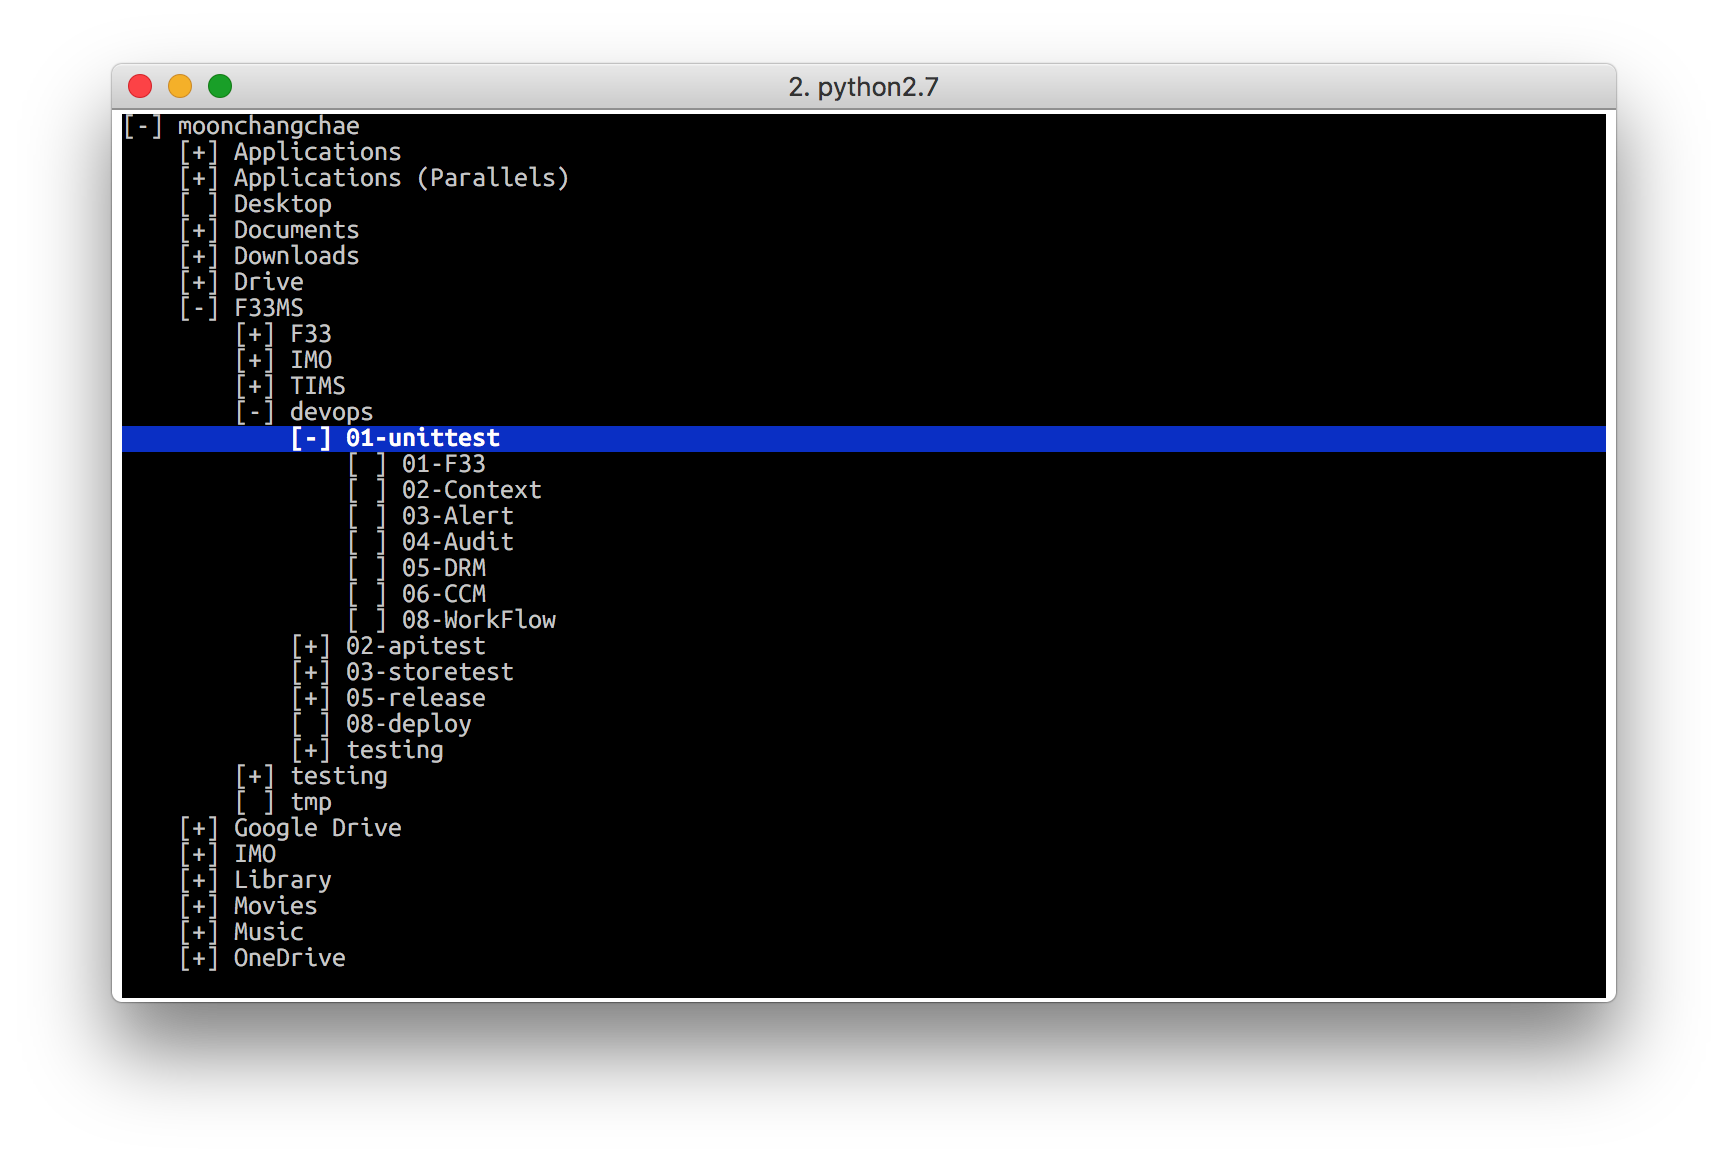 2. python2.7
[-] moonchangchae
[+] Applications
[+] Applications (Parallels)
[ ] Desktop
[+] Documents
[+] Downloads
[+] Drive
[-] F33MS
[+] F33
[+] IMO
[+] TIMS
[-] devops
[-] 01-unittest
[ ] 01-F33
[ ] 02-Context
[ ] 03-Alert
[ ] 04-Audit
[ ] 05-DRM
[ ] 06-CCM
[ ] 08-WorkFlow
[+] 02-apitest
[+] 03-storetest
[+] 05-release
[ ] 08-deploy
[+] testing
[+] testing
[ ] tmp
[+] Google Drive
[+] IMO
[+] Library
[+] Movies
[+] Music
[+] OneDrive